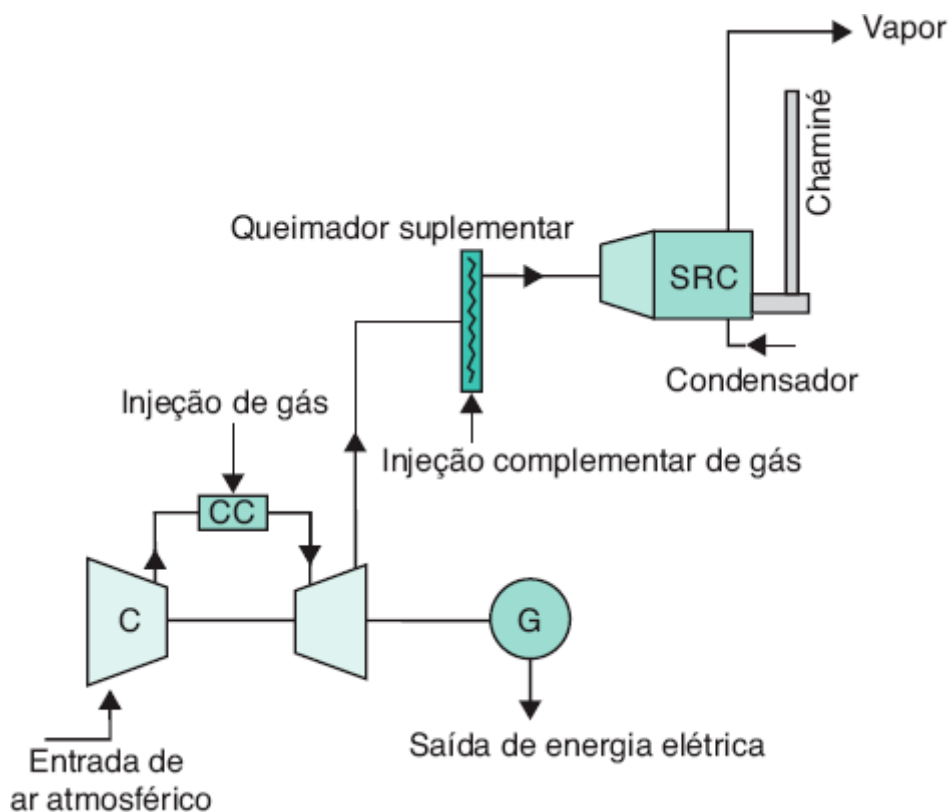 Vapor
Chaminé
Queimador suplementar
SRC
Condensador
Injeção de gás
Injeção complementar de gás
CC
C
G
Saída de energia elétrica
Entrada de
ar atmosférico